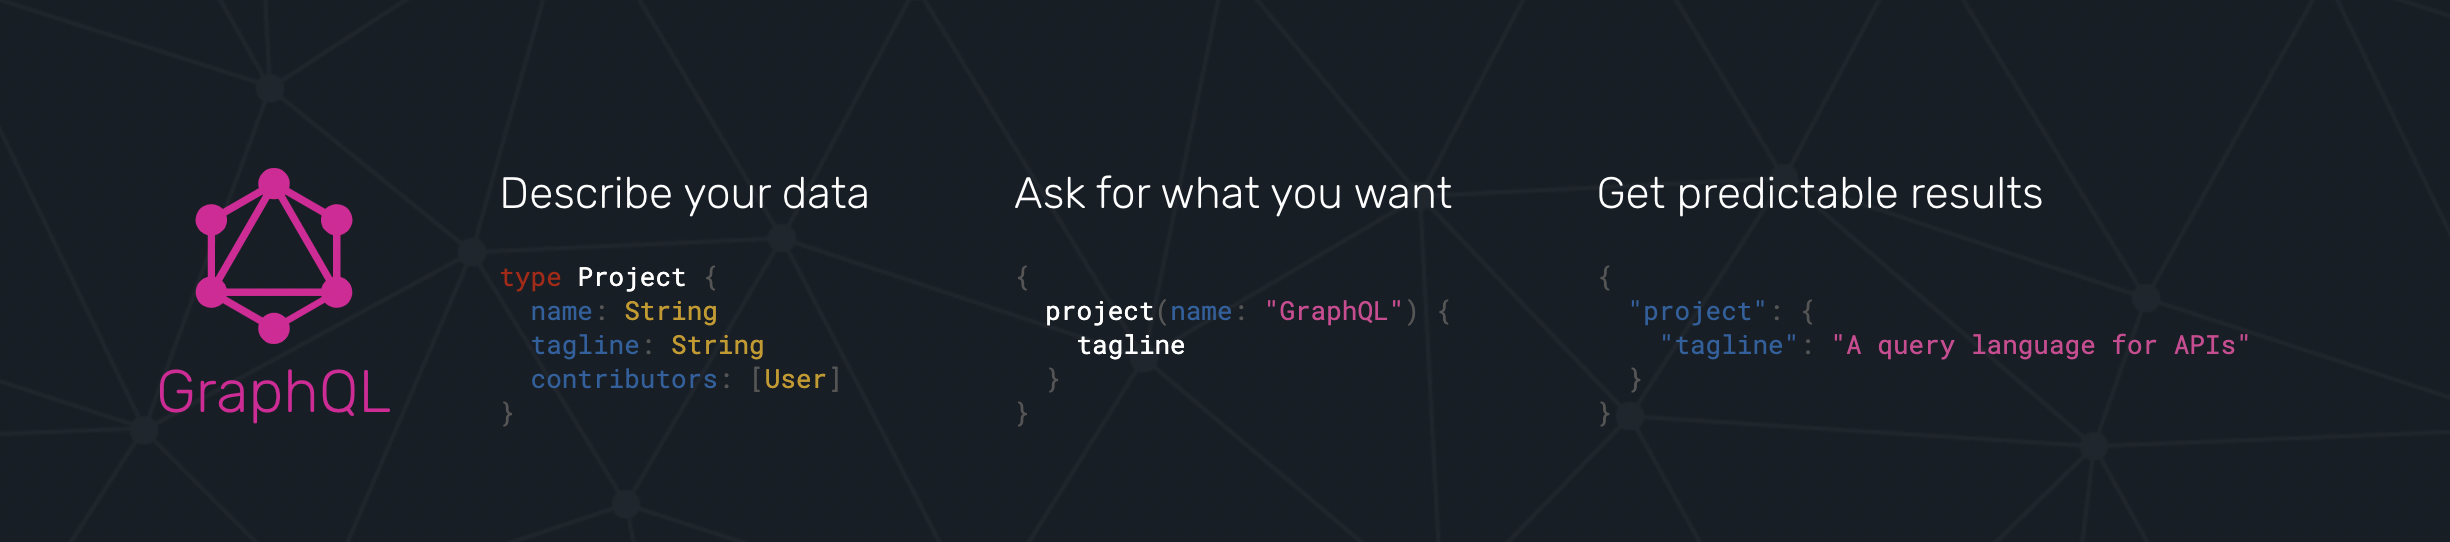 GraphQL
Describe your data
type Project {
  name: String
  tagline: String
  contributors: [User]
}
Ask for what you want
{
  project(name: "GraphQL") {
    tagline
  }
}
Get predictable results
{
  "project": {
    "tagline": "A query language for APIs"
  }
}